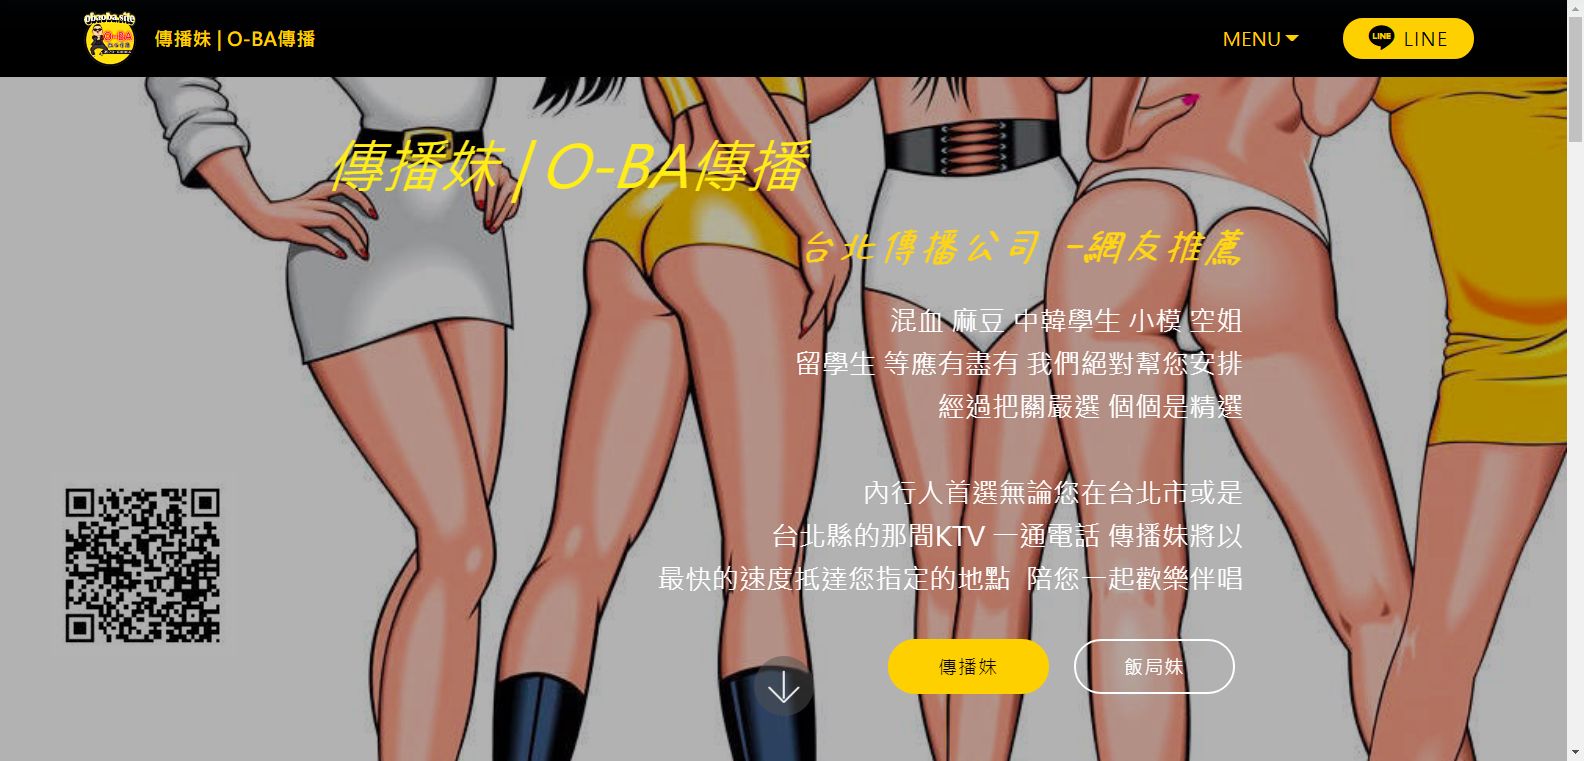 obaoba.site
O-BA
傳播妹 | O-BA傳播
MENU
LINE
LINE
傳播妹 | O-BA傳播
台北傳播公司 -網友推薦
混血 麻豆 中韓學生 小模 空姐
留學生 等應有盡有 我們絕對幫您安排
經過把關嚴選 個個是精選
內行人首選無論您在台北市或是
台北縣的那間KTV 一通電話 傳播妹將以
最快的速度抵達您指定的地點 陪您一起歡樂伴唱
傳播妹
飯局妹